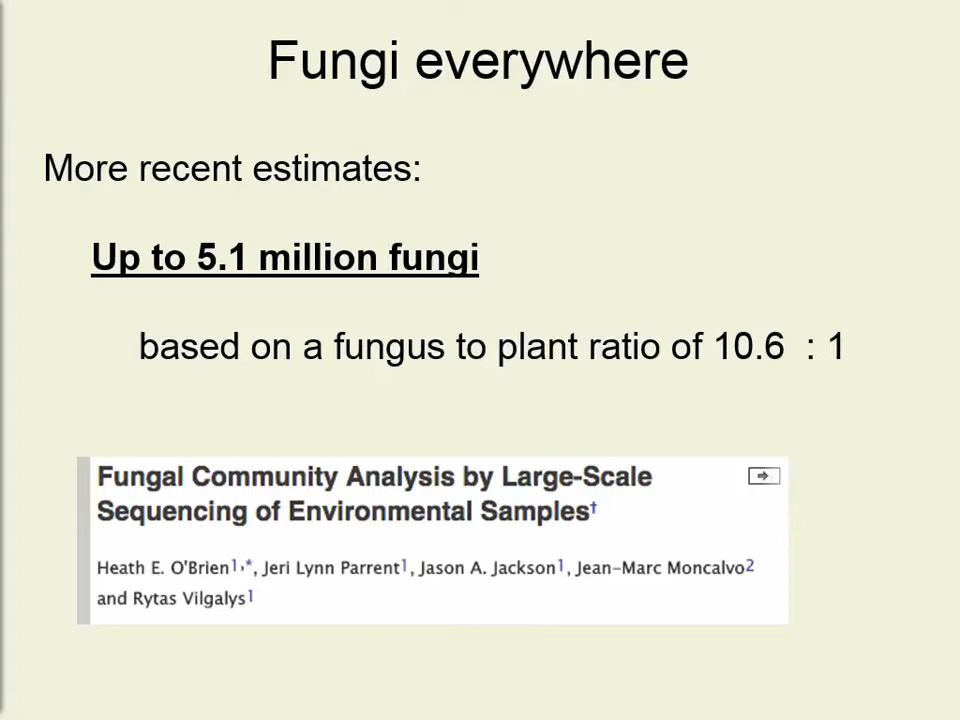 Fungi everywhere
More recent estimates:
Up to 5.1 million fungi
based on a fungus to plant ratio of 10.6  : 1
Fungal Community Analysis by Large-Scale
Sequencing of Environmental Samples†
Heath E. O'Brien1,*, Jeri Lynn Parrent1, Jason A. Jackson1, Jean-Marc Moncalvo2
and Rytas Vilgalys1